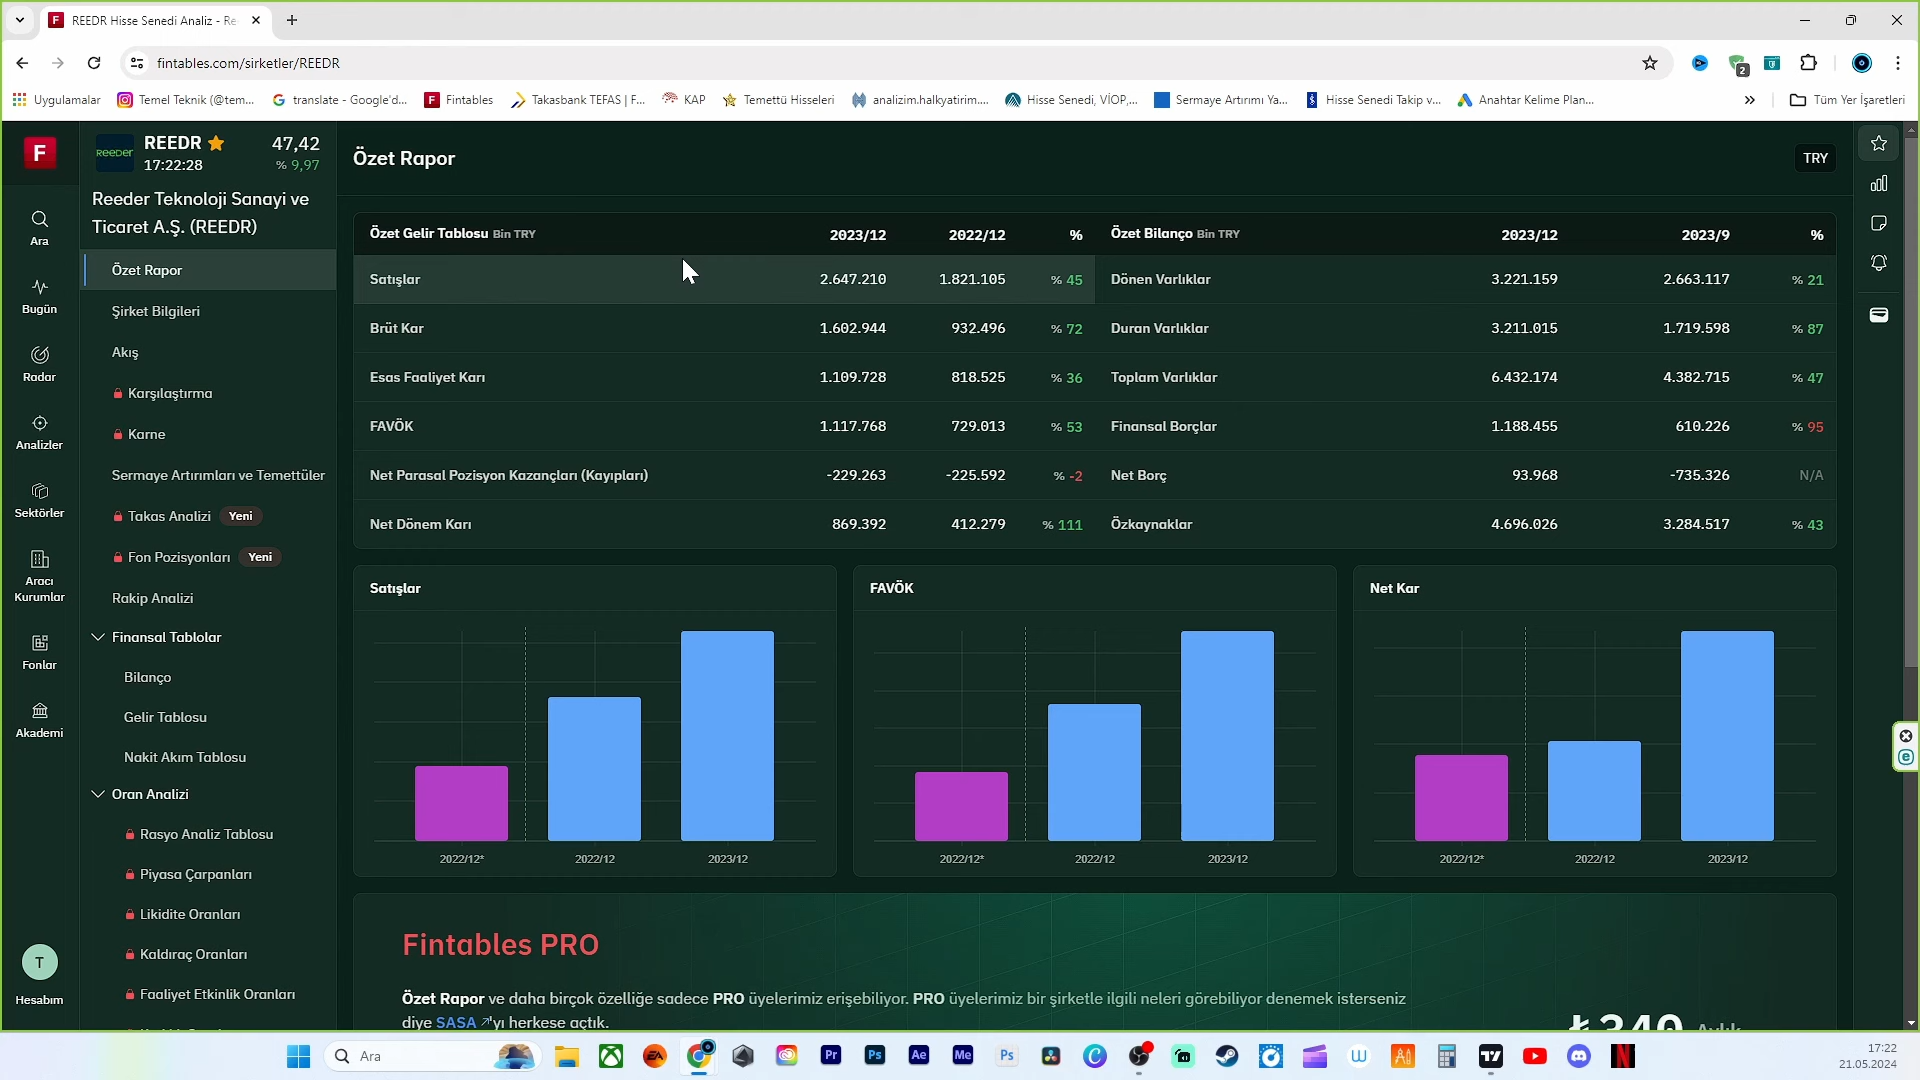 REEDR Hisse Senedi Analiz - Re
fintables.com/sirketler/REEDR
2
Uygulamalar
Temel Teknik (@tem...
translate - Google'd...
Fintables
Takasbank TEFAS | F...
KAP
Temettü Hisseleri
analizim.halkyatirim....
Hisse Senedi, VİOP,...
Sermaye Artırımı Ya...
Hisse Senedi Takip v...
Anahtar Kelime Plan...
Tüm Yer İşaretleri
F
Ara
Bugün
Radar
Analizler
Sektörler
Aracı
Kurumlar
Fonlar
Akademi
T
Hesabım
reeder
REEDR
47,42
17:22:28
% 9,97
Reeder Teknoloji Sanayi ve
Ticaret A.Ş. (REEDR)
Özet Rapor
Şirket Bilgileri
Akış
Karşılaştırma
Karne
Sermaye Artırımları ve Temettüler
Takas Analizi Yeni
Fon Pozisyonları Yeni
Rakip Analizi
Finansal Tablolar
Bilanço
Gelir Tablosu
Nakit Akım Tablosu
Oran Analizi
Rasyo Analiz Tablosu
Piyasa Çarpanları
Likidite Oranları
Kaldıraç Oranları
Faaliyet Etkinlik Oranları
Özet Rapor
TRY
Özet Gelir Tablosu Bin TRY 2023/12 2022/12 %
Satışlar 2.647.210 1.821.105 % 45
Brüt Kar 1.602.944 932.496 % 72
Esas Faaliyet Karı 1.109.728 818.525 % 36
FAVÖK 1.117.768 729.013 % 53
Net Parasal Pozisyon Kazançları (Kayıpları) -229.263 -225.592 % -2
Net Dönem Karı 869.392 412.279 % 111
Özet Bilanço Bin TRY 2023/12 2023/9 %
Dönen Varlıklar 3.221.159 2.663.117 % 21
Duran Varlıklar 3.211.015 1.719.598 % 87
Toplam Varlıklar 6.432.174 4.382.715 % 47
Finansal Borçlar 1.188.455 610.226 % 95
Net Borç 93.968 -735.326 N/A
Özkaynaklar 4.696.026 3.284.517 % 43
Satışlar
2022/12* 2022/12 2023/12
FAVÖK
2022/12* 2022/12 2023/12
Net Kar
2022/12* 2022/12 2023/12
Fintables PRO
Özet Rapor ve daha birçok özelliğe sadece PRO üyelerimiz erişebiliyor. PRO üyelerimiz bir şirketle ilgili neleri görebiliyor denemek isterseniz
diye SASA ↗'yı herkese açtık.
₺340 Aylık
Ara
EA
Pr
Ps
Ae
Me
Ps
17:22
21.05.2024